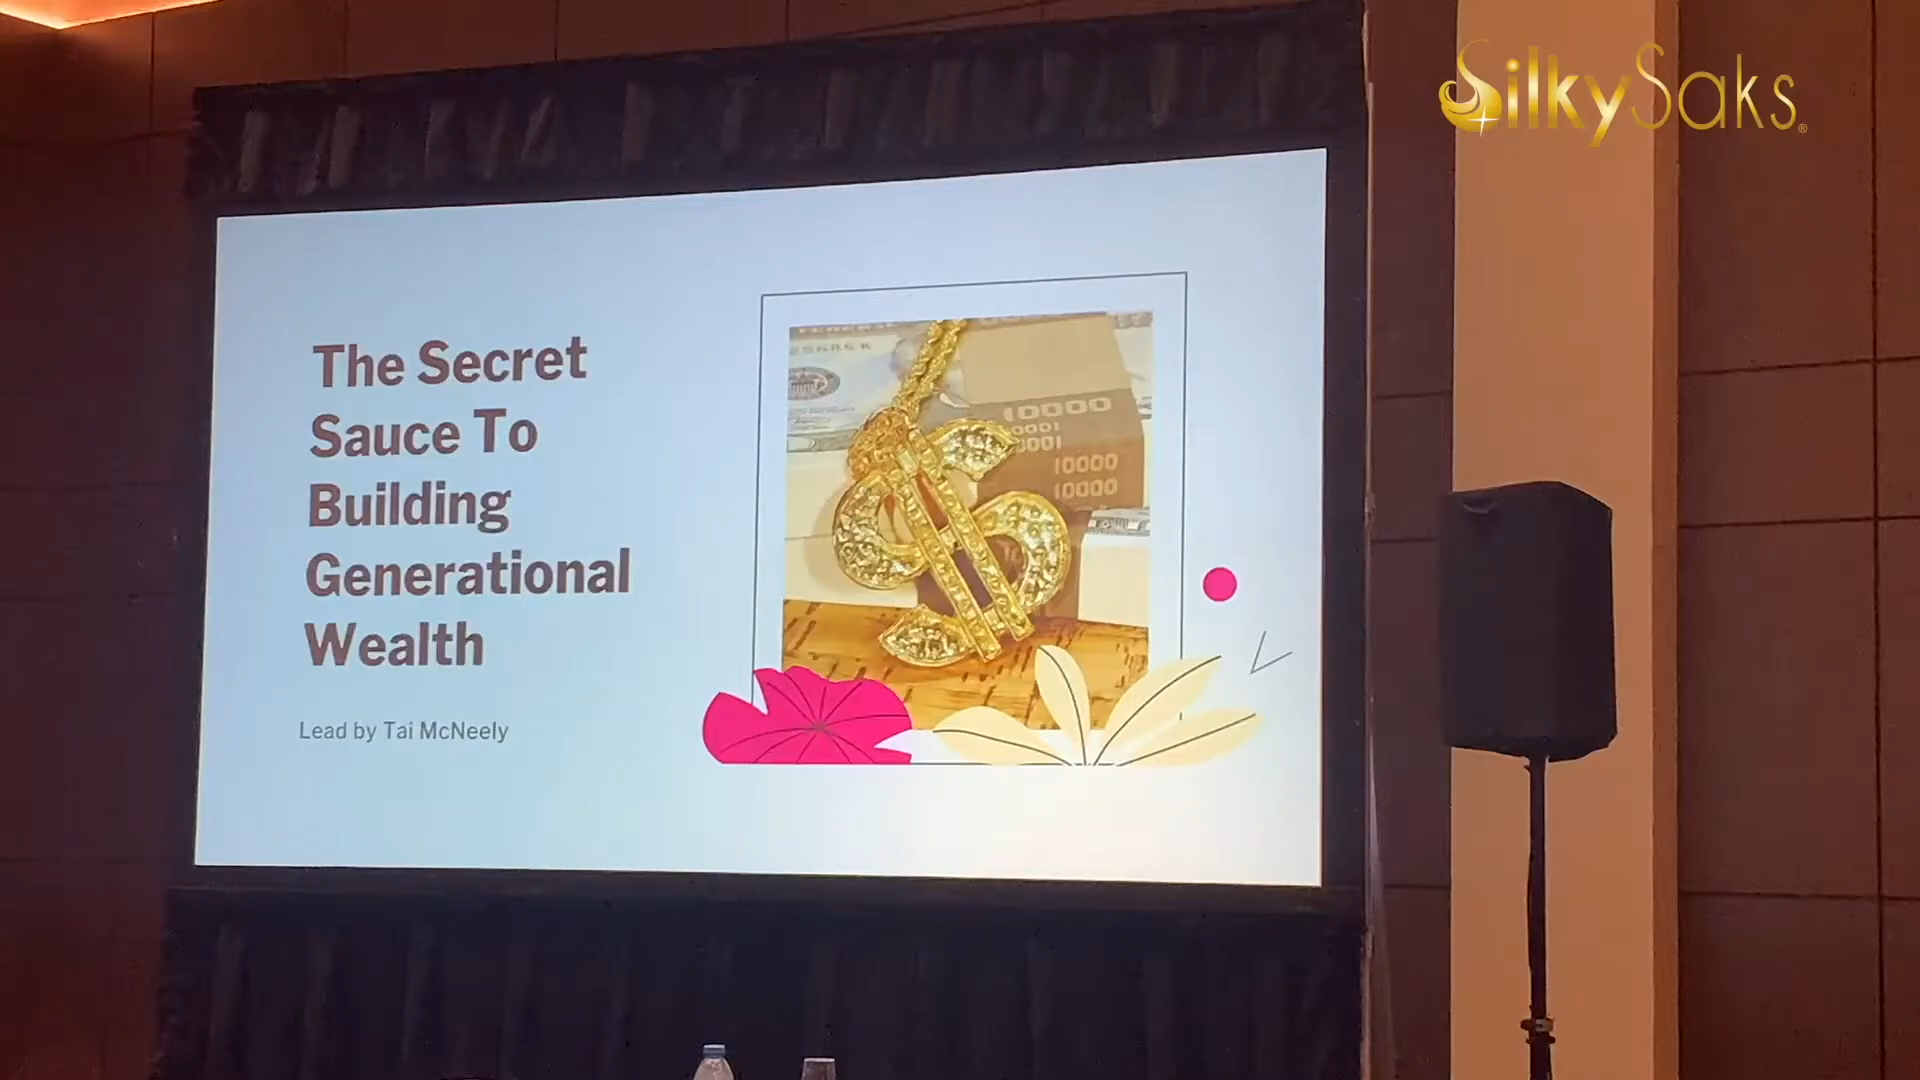 SilkySaks®
The Secret
Sauce To
Building
Generational
Wealth
Lead by Tai McNeely
10000
10000
10000